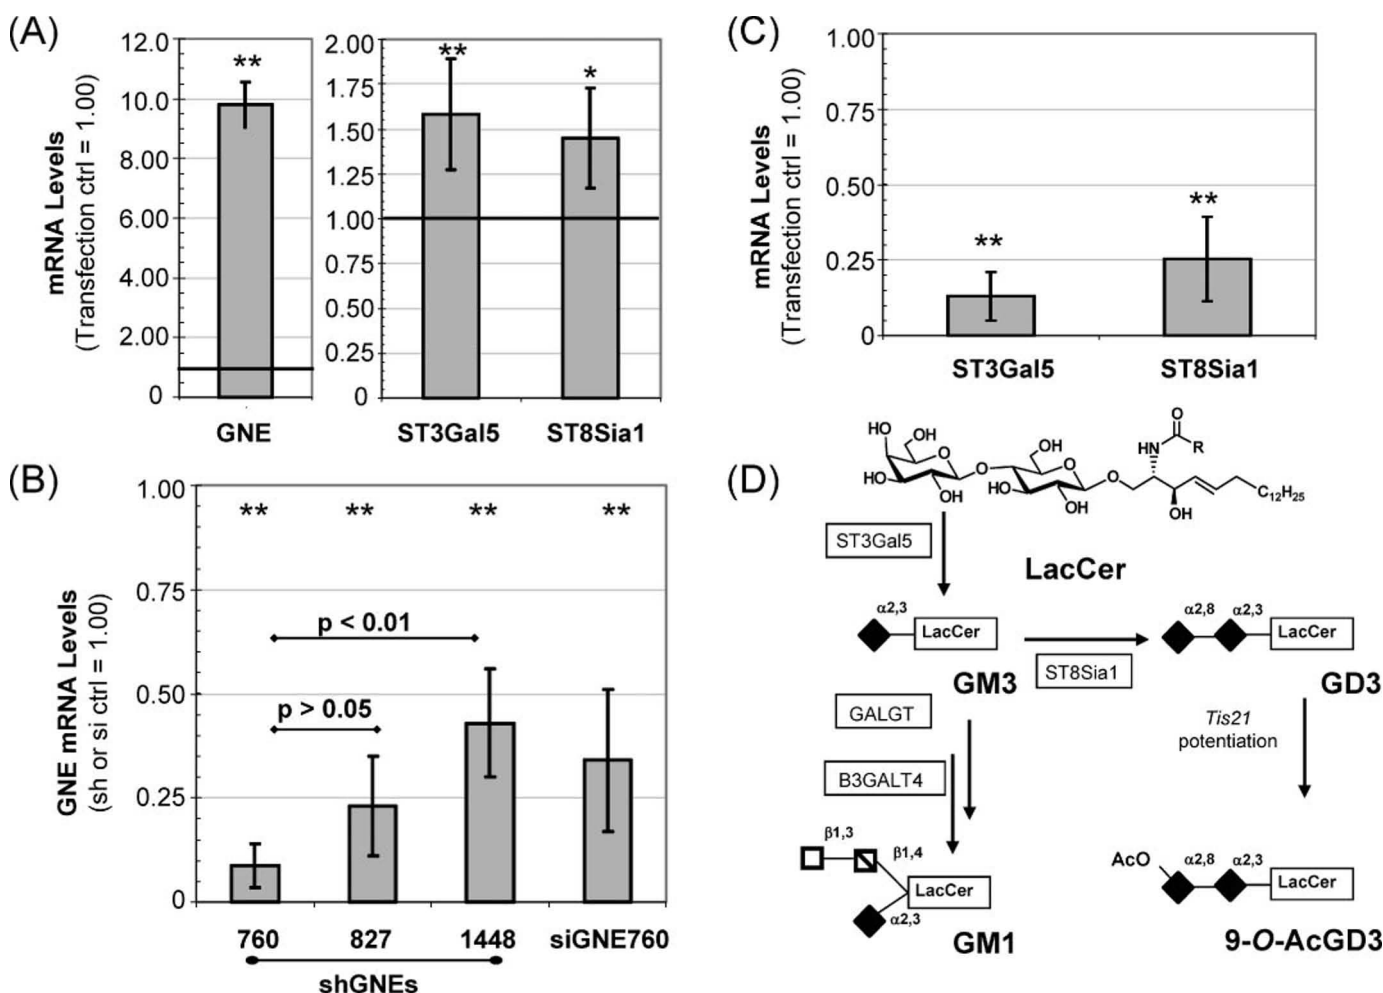 (A)
mRNA Levels
(Transfection ctrl = 1.00)
12.0
10.0
8.00
6.00
4.00
2.00
0
**
GNE
2.00
1.75
1.50
1.25
1.00
0.75
0.50
0.25
0
**
*
ST3Gal5
ST8Sia1
(C)
mRNA Levels
(Transfection ctrl = 1.00)
1.00
0.75
0.50
0.25
0
**
**
ST3Gal5
ST8Sia1
(B)
GNE mRNA Levels
(sh or si ctrl = 1.00)
1.00
0.75
0.50
0.25
0
** ** ** **
p < 0.01
p > 0.05
760 827 1448 siGNE760
shGNEs
(D)
HO
OH
O
HO
OH
O
OH
O
HO
OH
O
HN
O
R
OH
C12H25
ST3Gal5
LacCer
α2,3
LacCer
GM3
ST8Sia1
α2,8 α2,3
LacCer
GD3
GALGT
B3GALT4
Tis21
potentiation
β1,3
β1,4
LacCer
α2,3
GM1
AcO
α2,8 α2,3
LacCer
9-O-AcGD3